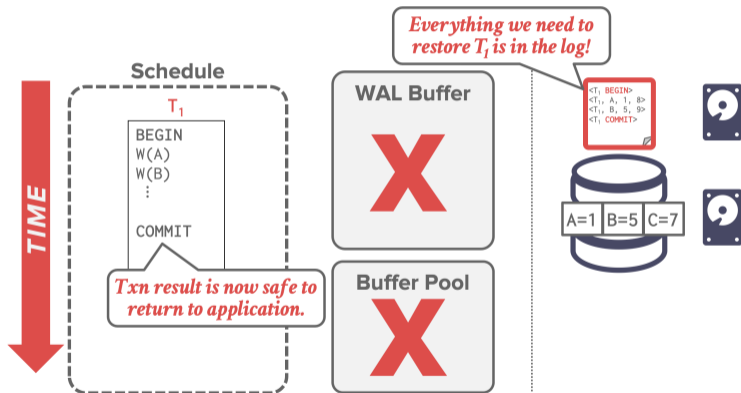 Everything we need to
restore T1 is in the log!
Schedule
TIME
T1
BEGIN
W(A)
W(B)
⋮
COMMIT
Txn result is now safe to
return to application.
WAL Buffer
X
Buffer Pool
X
<T1 BEGIN>
<T1, A, 1, 8>
<T1, B, 5, 9>
<T1 COMMIT>
A=1 B=5 C=7